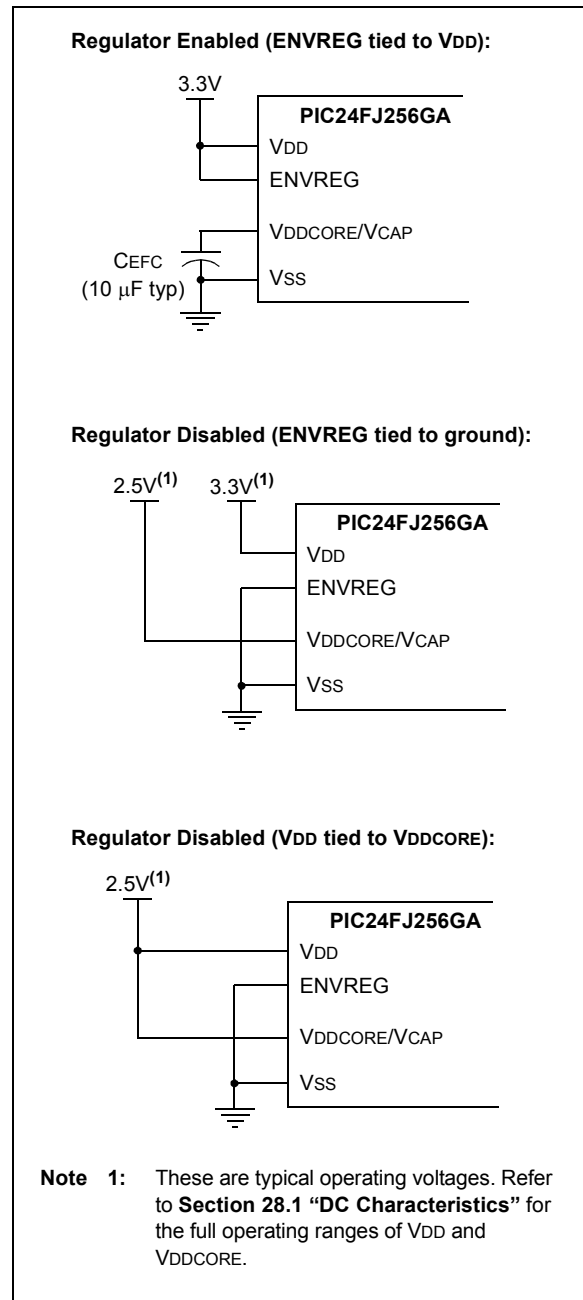 Regulator Enabled (ENVREG tied to VDD):
3.3V
PIC24FJ256GA
VDD
ENVREG
VDDCORE/VCAP
CEFC
(10 μF typ)
VSS
Regulator Disabled (ENVREG tied to ground):
2.5V(1) 3.3V(1)
PIC24FJ256GA
VDD
ENVREG
VDDCORE/VCAP
VSS
Regulator Disabled (VDD tied to VDDCORE):
2.5V(1)
PIC24FJ256GA
VDD
ENVREG
VDDCORE/VCAP
VSS
Note 1: These are typical operating voltages. Refer
to Section 28.1 “DC Characteristics” for
the full operating ranges of VDD and
VDDCORE.